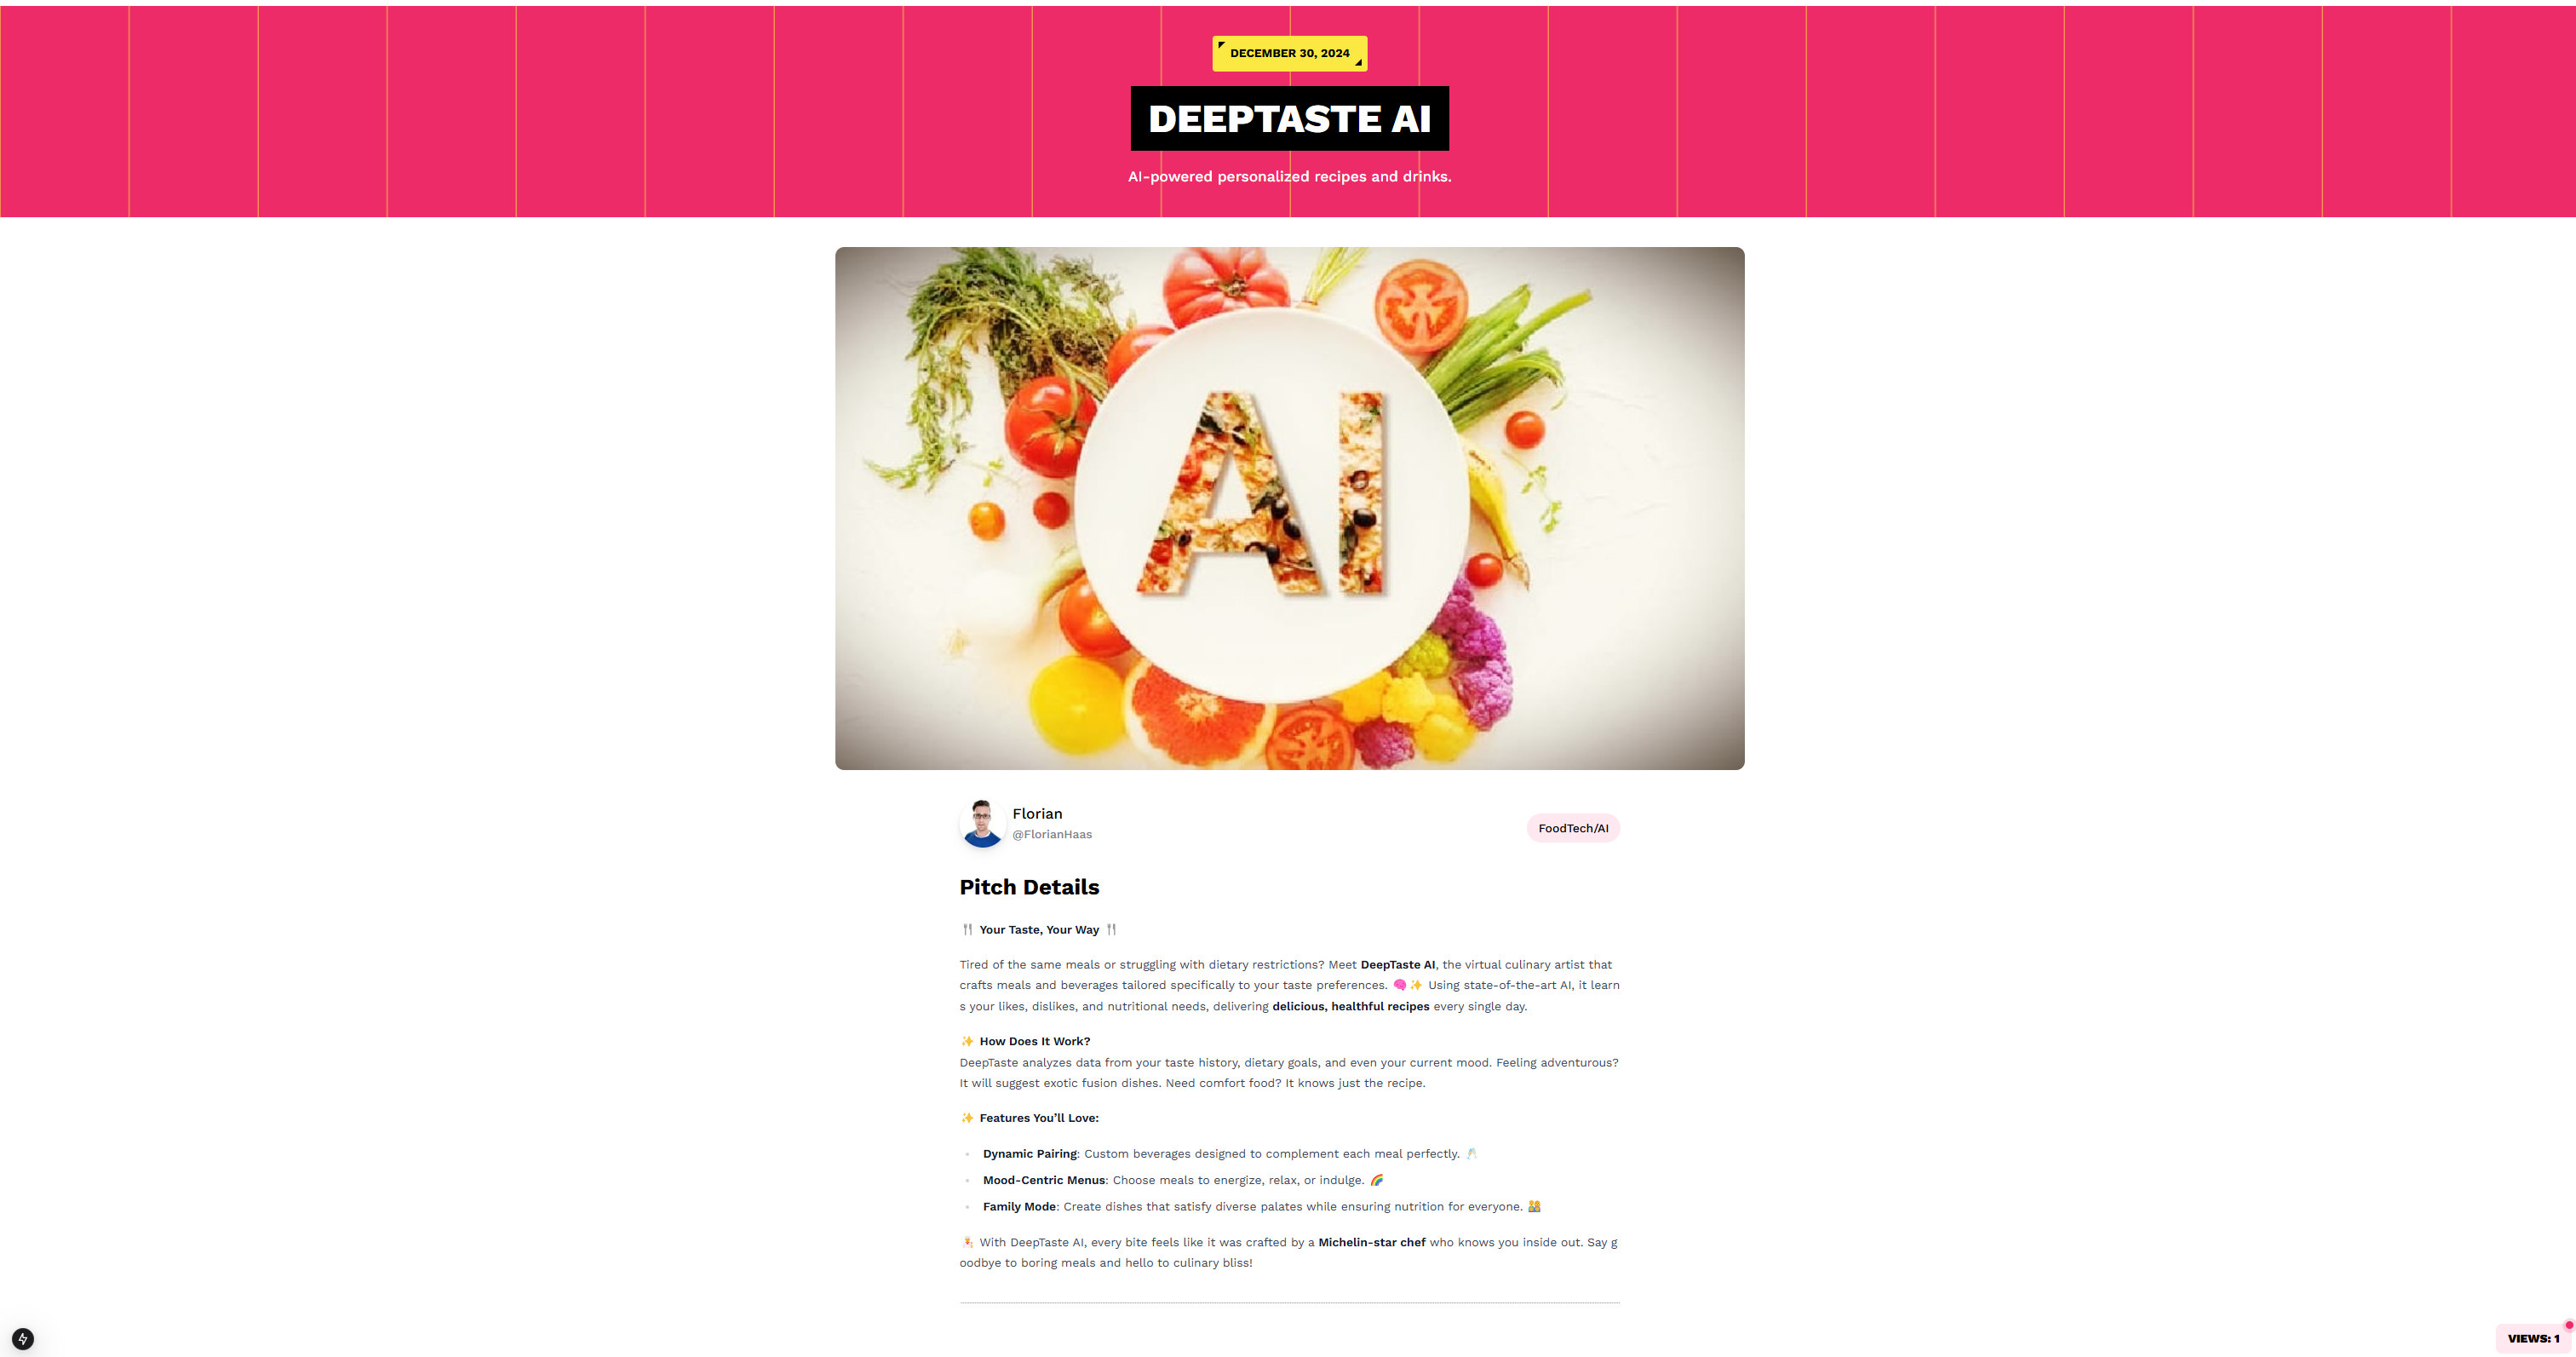 DECEMBER 30, 2024
DEEPTASTE AI
AI-powered personalized recipes and drinks.
AI
Florian
@FlorianHaas
FoodTech/AI
Pitch Details
🍴 Your Taste, Your Way 🍴
Tired of the same meals or struggling with dietary restrictions? Meet DeepTaste AI, the virtual culinary artist that
crafts meals and beverages tailored specifically to your taste preferences. 🧠✨ Using state-of-the-art AI, it learn
s your likes, dislikes, and nutritional needs, delivering delicious, healthful recipes every single day.
✨ How Does It Work?
DeepTaste analyzes data from your taste history, dietary goals, and even your current mood. Feeling adventurous?
It will suggest exotic fusion dishes. Need comfort food? It knows just the recipe.
✨ Features You’ll Love:
• Dynamic Pairing: Custom beverages designed to complement each meal perfectly. 🥂
• Mood-Centric Menus: Choose meals to energize, relax, or indulge. 🌈
• Family Mode: Create dishes that satisfy diverse palates while ensuring nutrition for everyone. 👨‍👩‍👧‍👦
👨‍🍳 With DeepTaste AI, every bite feels like it was crafted by a Michelin-star chef who knows you inside out. Say g
oodbye to boring meals and hello to culinary bliss!
VIEWS: 1